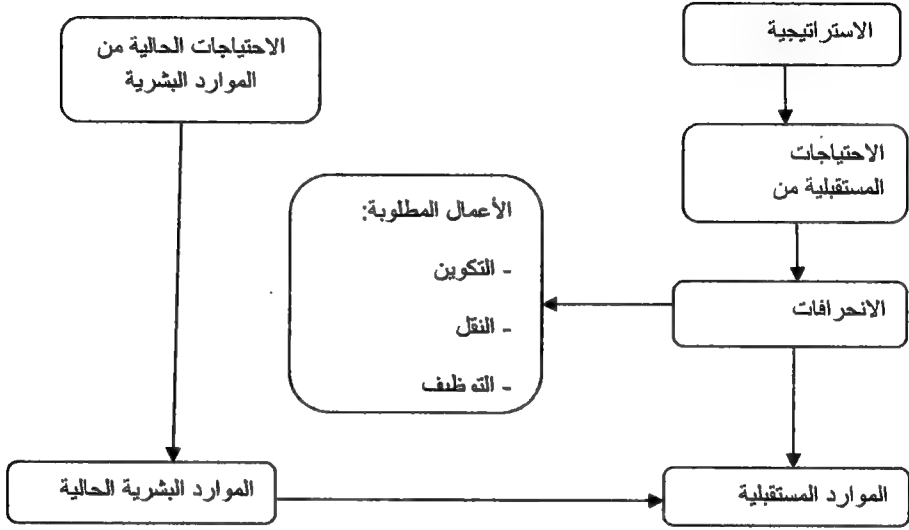 الاستراتيجية
الاحتياجات الحالية من
الموارد البشرية
الاحتياجات
المستقبلية من
الأعمال المطلوبة:
- التكوين
- النقل
- التوظيف
الانحرافات
الموارد البشرية الحالية
الموارد المستقبلية